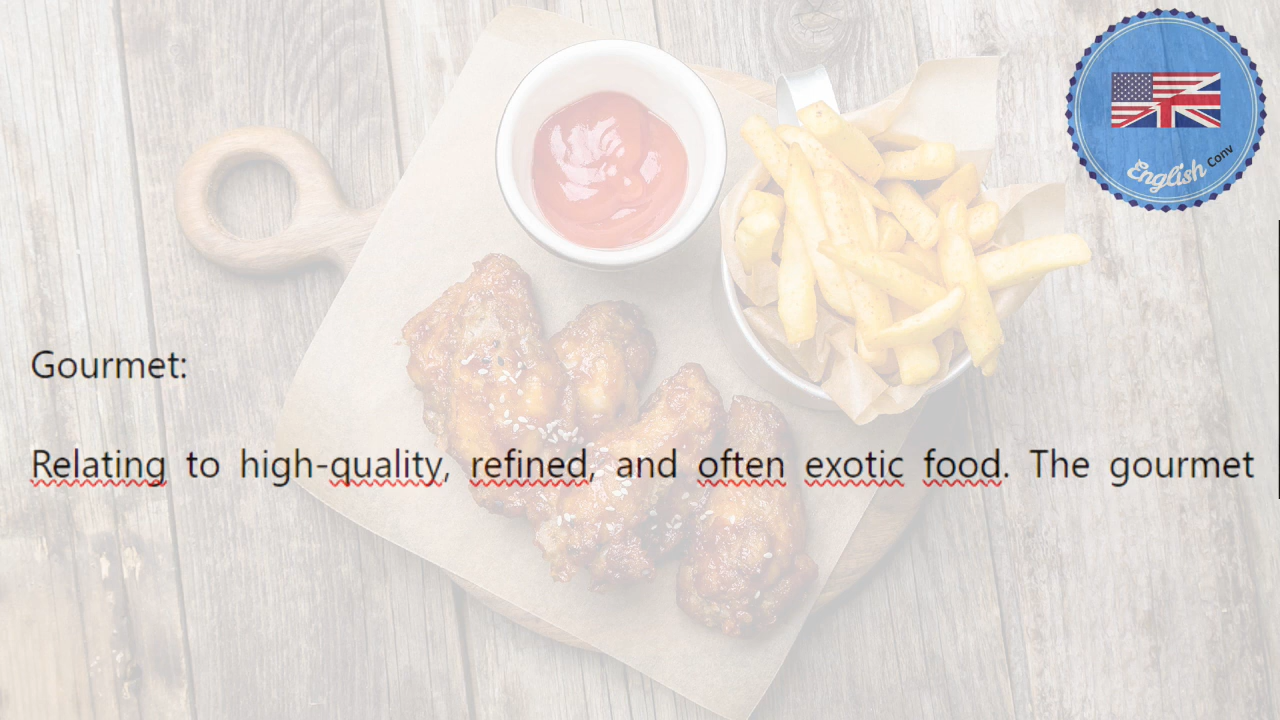 English Conv
Gourmet:
Relating to high-quality, refined, and often exotic food. The gourmet